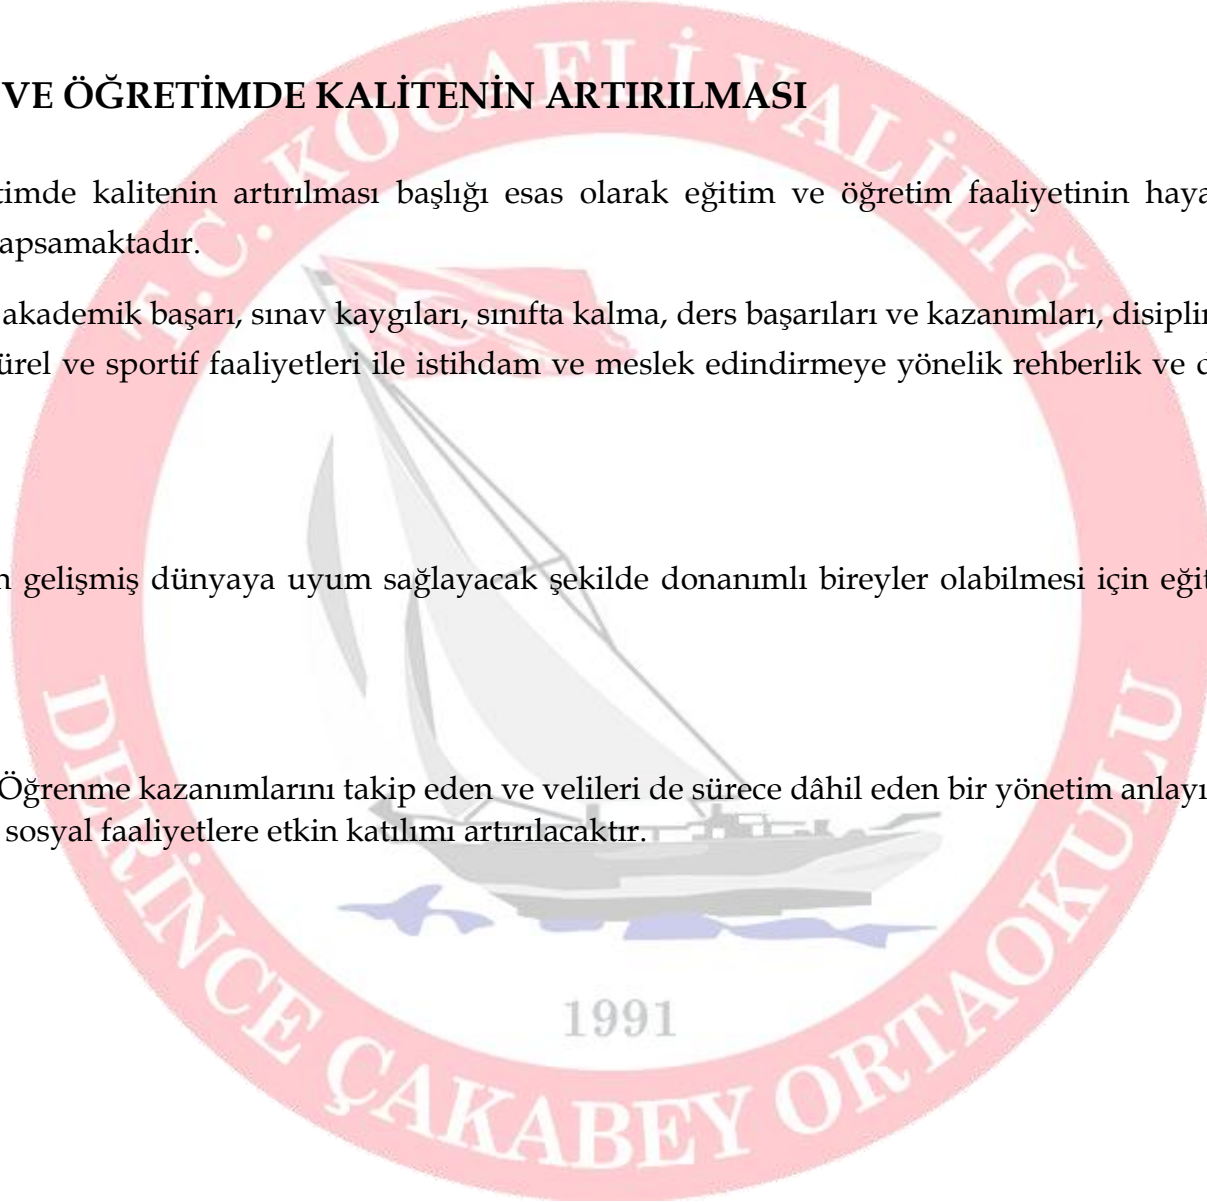 VE ÖĞRETİMDE KALİTENİN ARTIRILMASI
timde kalitenin artırılması başlığı esas olarak eğitim ve öğretim faaliyetinin haya
apsamaktadır.
akademik başarı, sınav kaygıları, sınıfta kalma, ders başarıları ve kazanımları, disiplin
ürel ve sportif faaliyetleri ile istihdam ve meslek edindirmeye yönelik rehberlik ve d
n gelişmiş dünyaya uyum sağlayacak şekilde donanımlı bireyler olabilmesi için eğit
Öğrenme kazanımlarını takip eden ve velileri de sürece dâhil eden bir yönetim anlayı
sosyal faaliyetlere etkin katılımı artırılacaktır.
T.C. KOCAELİ VALİLİĞİ
1991
DERİNCE ÇAKABEY ORTAOKULU